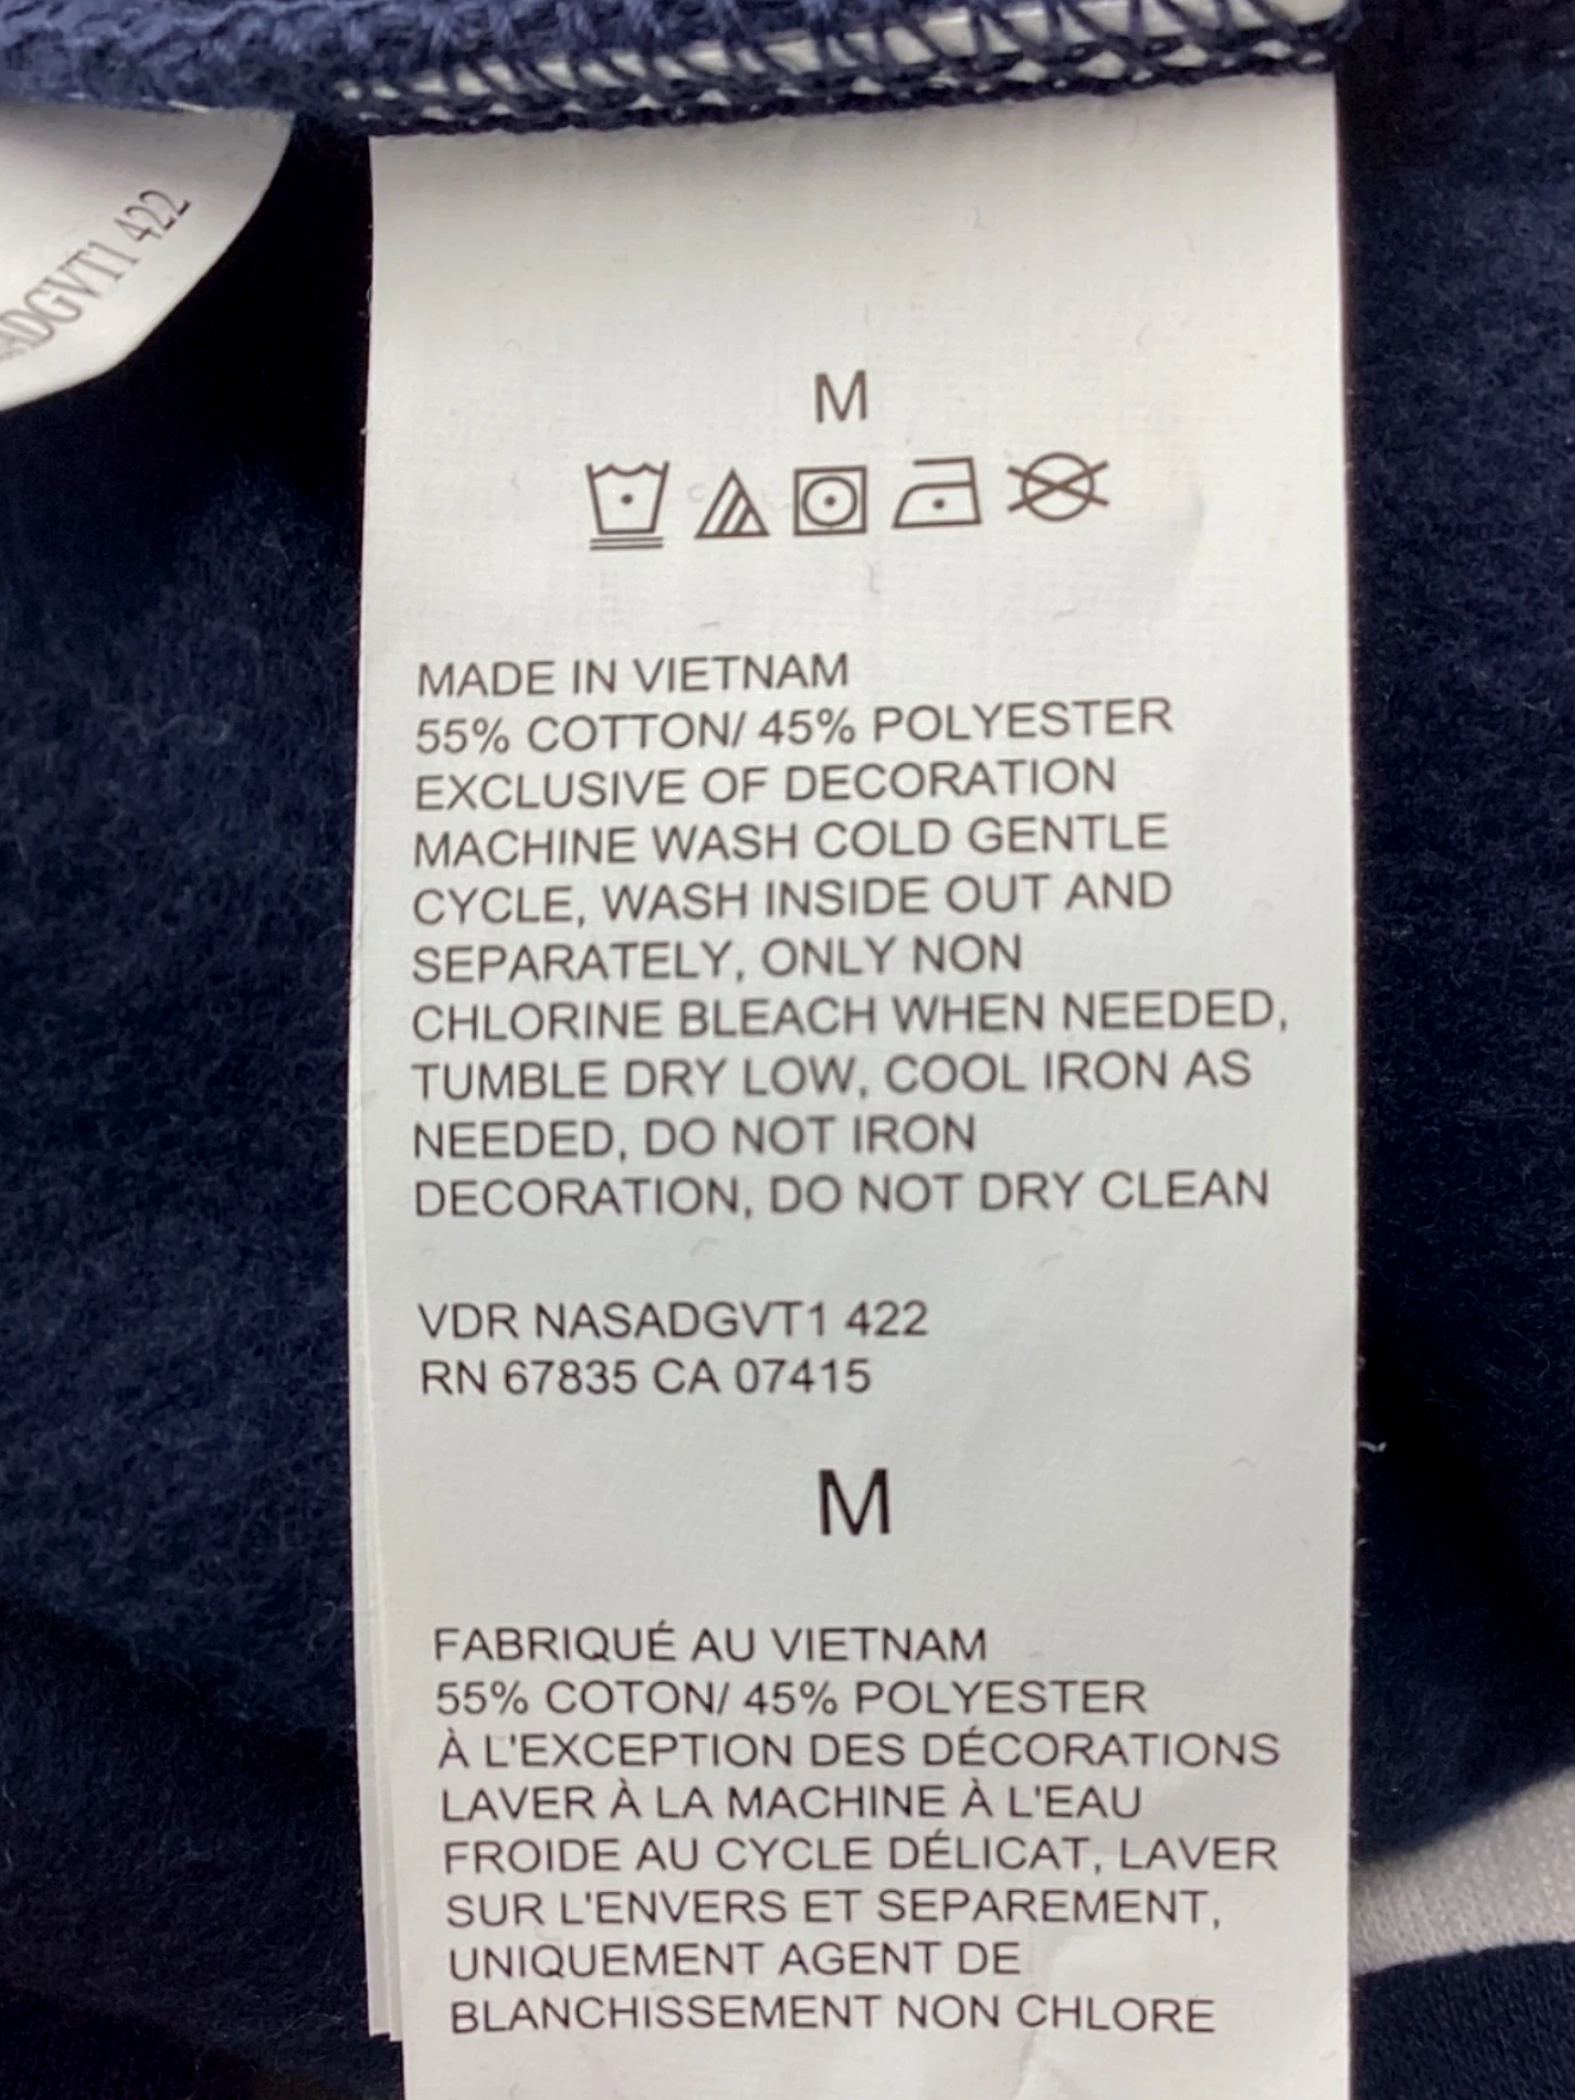 ADGVT1 422
M
MADE IN VIETNAM
55% COTTON/ 45% POLYESTER
EXCLUSIVE OF DECORATION
MACHINE WASH COLD GENTLE
CYCLE, WASH INSIDE OUT AND
SEPARATELY, ONLY NON
CHLORINE BLEACH WHEN NEEDED,
TUMBLE DRY LOW, COOL IRON AS
NEEDED, DO NOT IRON
DECORATION, DO NOT DRY CLEAN
VDR NASADGVT1 422
RN 67835 CA 07415
M
FABRIQUÉ AU VIETNAM
55% COTON/ 45% POLYESTER
À L'EXCEPTION DES DÉCORATIONS
LAVER À LA MACHINE À L'EAU
FROIDE AU CYCLE DÉLICAT, LAVER
SUR L'ENVERS ET SEPAREMENT,
UNIQUEMENT AGENT DE
BLANCHISSEMENT NON CHLORE